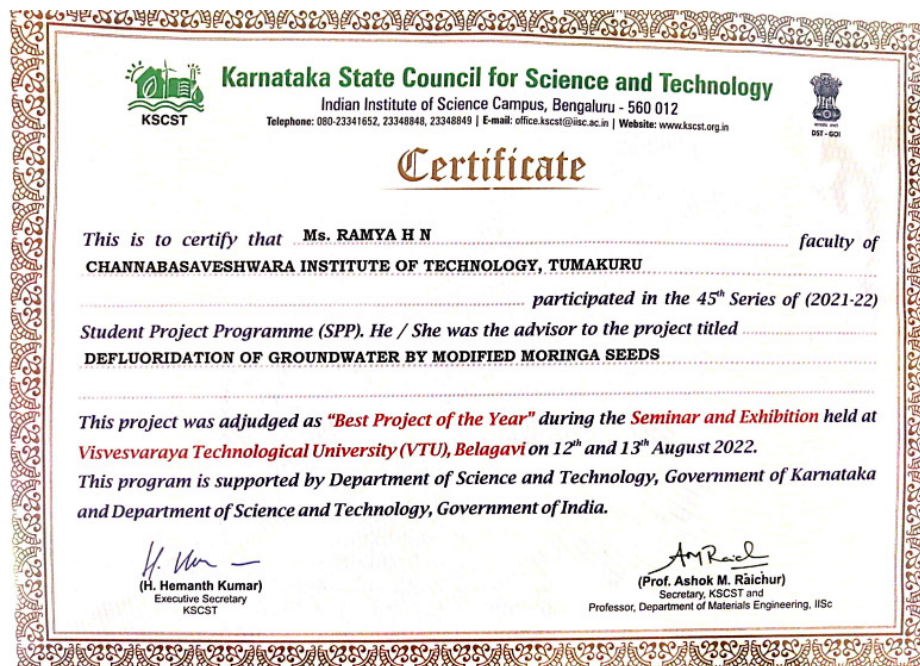 KSCST
Karnataka State Council for Science and Technology
Indian Institute of Science Campus, Bengaluru - 560 012
Telephone: 080-23341652, 23348848, 23348849 | E-mail: office.kscst@iisc.ac.in | Website: www.kscst.org.in
DST - GOI
Certificate
This is to certify that Ms. RAMYA H N faculty of
CHANNABASAVESHWARA INSTITUTE OF TECHNOLOGY, TUMAKURU
participated in the 45th Series of (2021-22)
Student Project Programme (SPP). He / She was the advisor to the project titled
DEFLUORIDATION OF GROUNDWATER BY MODIFIED MORINGA SEEDS
This project was adjudged as "Best Project of the Year" during the Seminar and Exhibition held at
Visvesvaraya Technological University (VTU), Belagavi on 12th and 13th August 2022.
This program is supported by Department of Science and Technology, Government of Karnataka
and Department of Science and Technology, Government of India.
(H. Hemanth Kumar)
Executive Secretary
KSCST
(Prof. Ashok M. Raichur)
Secretary, KSCST and
Professor, Department of Materials Engineering, IISc